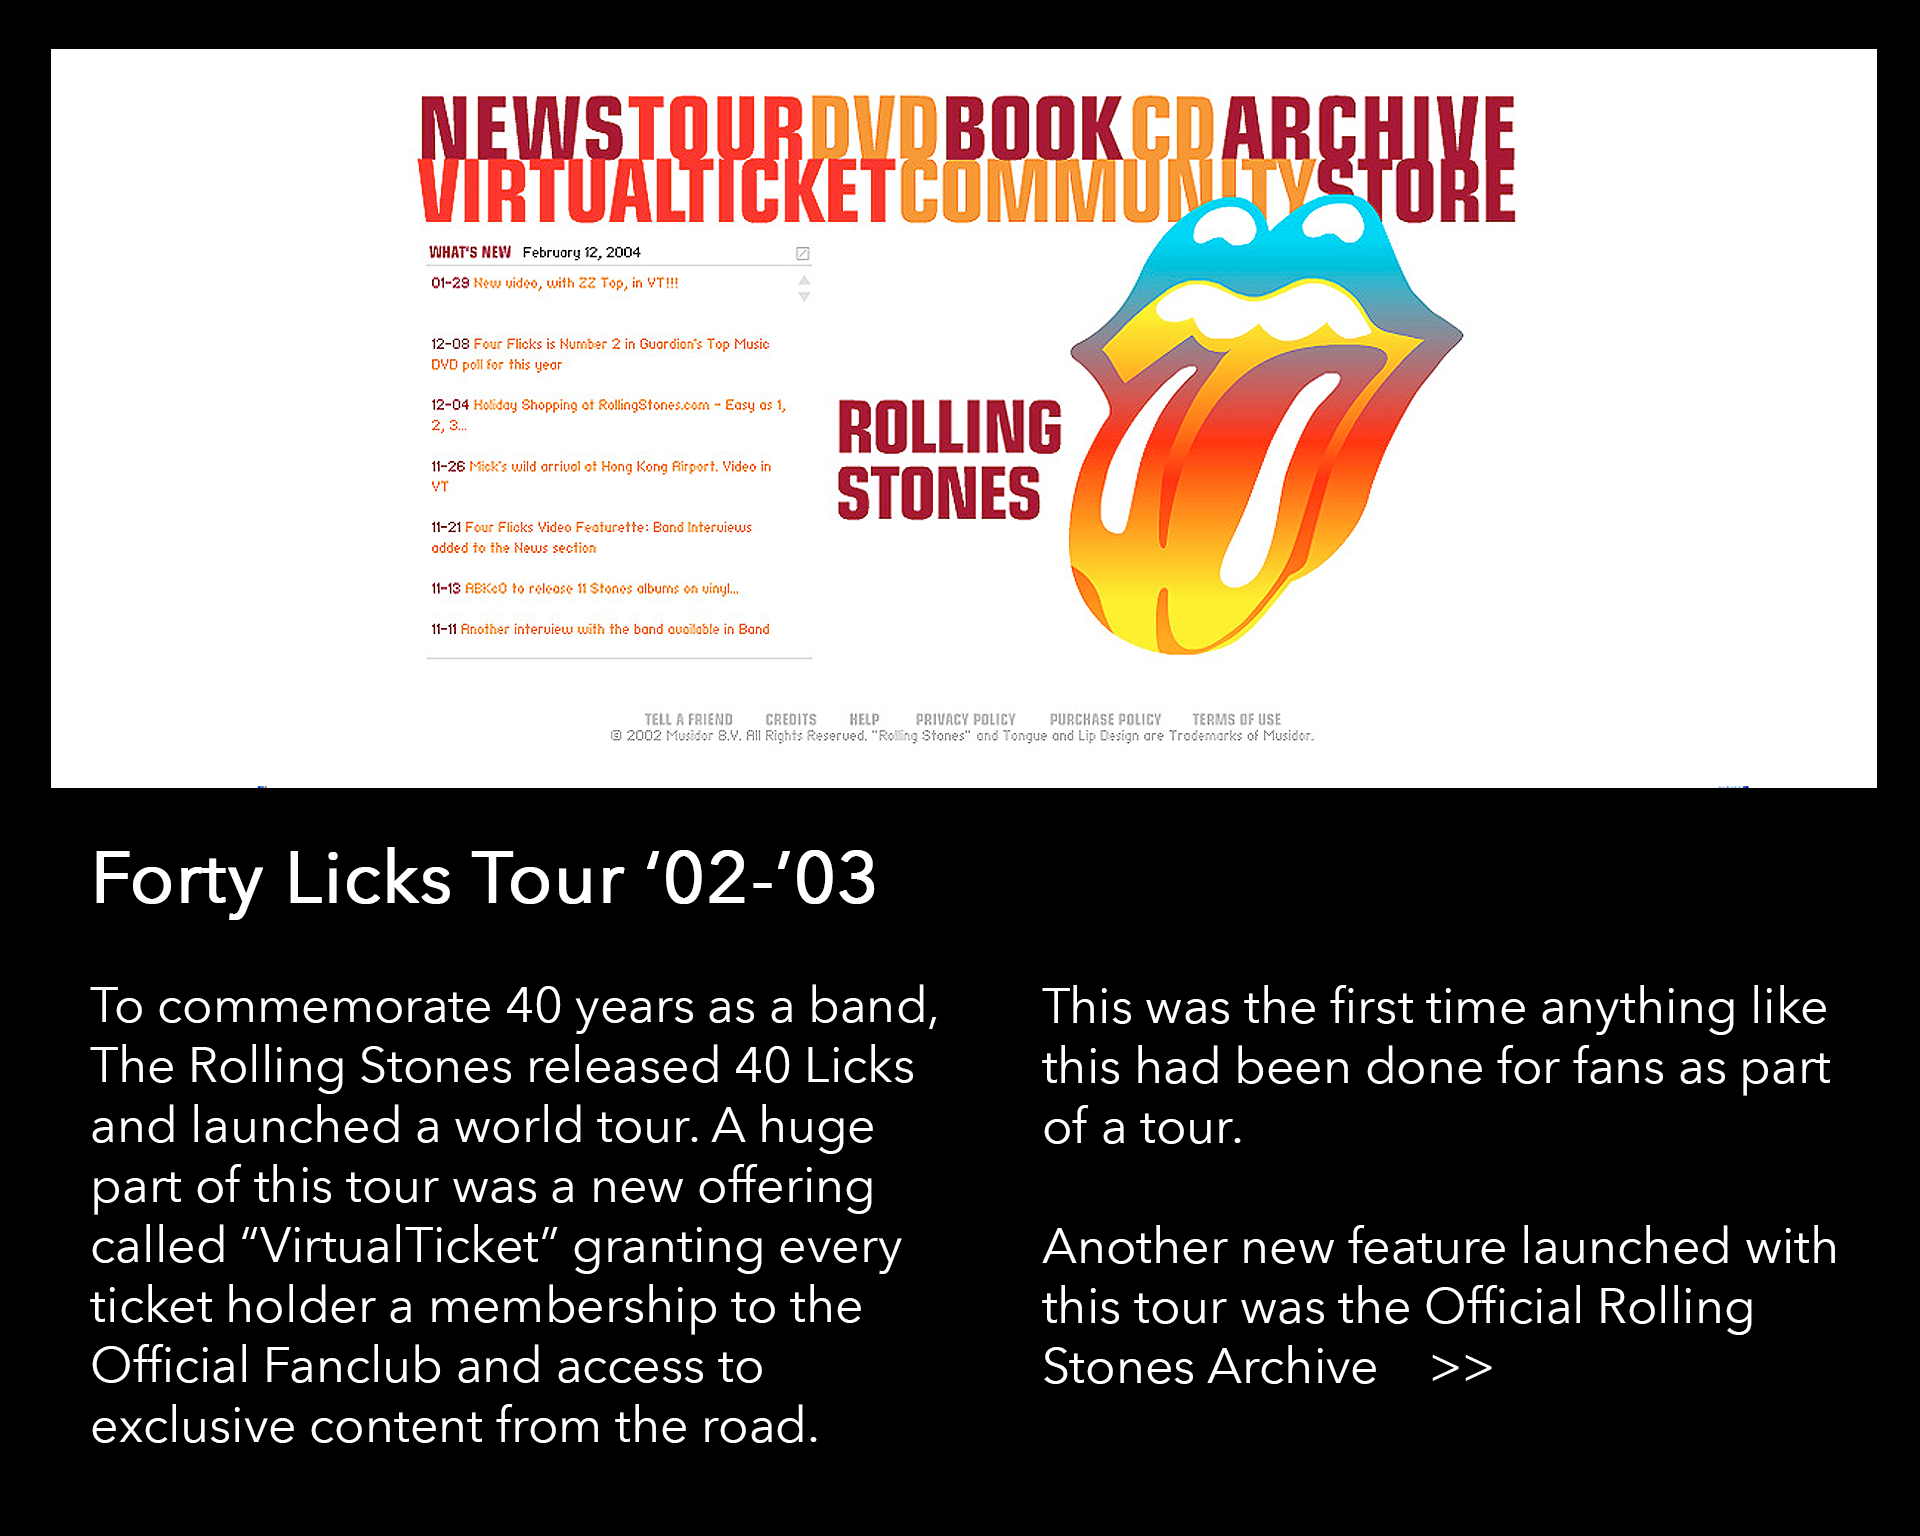 NEWSTOURDVDBOOKCDARCHIVE
VIRTUALTICKETCOMMUNITYSTORE
WHAT'S NEW February 12, 2004
01-29 New video, with ZZ Top, in VT!!!
12-08 Four Flicks is Number 2 in Guardian's Top Music
DVD poll for this year
12-04 Holiday Shopping at RollingStones.com - Easy as 1,
2, 3...
11-26 Mick's wild arrival at Hong Kong Airport. Video in
VT
11-21 Four Flicks Video Featurette: Band Interviews
added to the News section
11-13 ABKcO to release 11 Stones albums on vinyl...
11-11 Another interview with the band available in Band
ROLLING
STONES
TELL A FRIEND CREDITS HELP PRIVACY POLICY PURCHASE POLICY TERMS OF USE
© 2002 Musidor B.V. All Rights Reserved. "Rolling Stones" and Tongue and Lip Design are Trademarks of Musidor.
Forty Licks Tour ‘02-’03
To commemorate 40 years as a band,
The Rolling Stones released 40 Licks
and launched a world tour. A huge
part of this tour was a new offering
called “VirtualTicket” granting every
ticket holder a membership to the
Official Fanclub and access to
exclusive content from the road.
This was the first time anything like
this had been done for fans as part
of a tour.
Another new feature launched with
this tour was the Official Rolling
Stones Archive >>